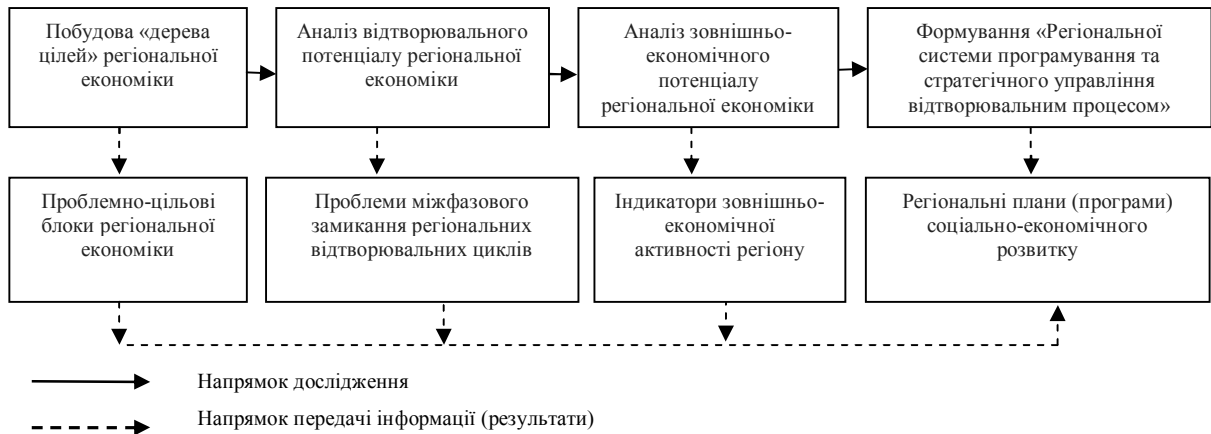 Побудова «дерева
цілей» регіональної
економіки
Аналіз відтворювального
потенціалу регіональної
економіки
Аналіз зовнішньо-
економічного
потенціалу
регіональної економіки
Формування «Регіональної
системи програмування та
стратегічного управління
відтворювальним процесом»
Проблемно-цільові
блоки регіональної
економіки
Проблеми міжфазового
замикання регіональних
відтворювальних циклів
Індикатори зовнішньо-
економічної
активності регіону
Регіональні плани (програми)
соціально-економічного
розвитку
Напрямок дослідження
Напрямок передачі інформації (результати)